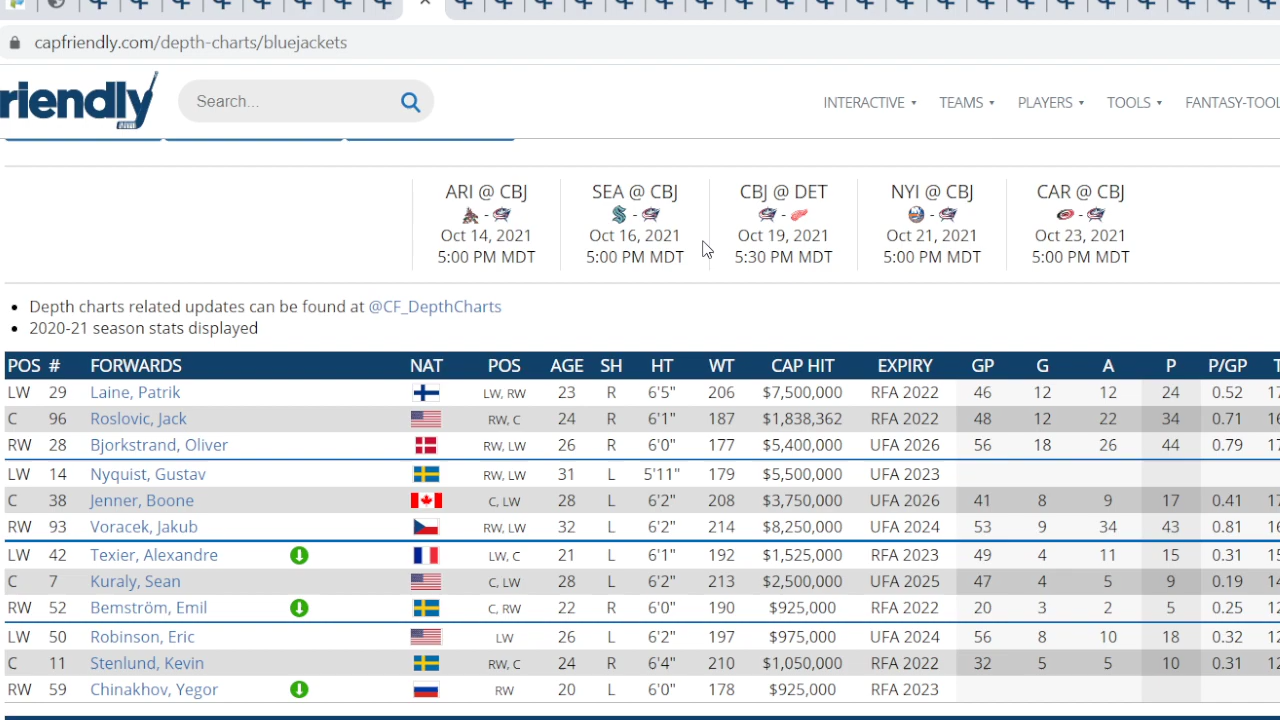 capfriendly.com/depth-charts/bluejackets
riendly Search... INTERACTIVE TEAMS PLAYERS TOOLS FANTASY-TOOL
ARI @ CBJ SEA @ CBJ CBJ @ DET NYI @ CBJ CAR @ CBJ
- - - - -
Oct 14, 2021 Oct 16, 2021 Oct 19, 2021 Oct 21, 2021 Oct 23, 2021
5:00 PM MDT 5:00 PM MDT 5:30 PM MDT 5:00 PM MDT 5:00 PM MDT
• Depth charts related updates can be found at @CF_DepthCharts
• 2020-21 season stats displayed
POS # FORWARDS NAT POS AGE SH HT WT CAP HIT EXPIRY GP G A P P/GP T
LW 29 Laine, Patrik LW, RW 23 R 6'5" 206 $7,500,000 RFA 2022 46 12 12 24 0.52 17
C 96 Roslovic, Jack RW, C 24 R 6'1" 187 $1,838,362 RFA 2022 48 12 22 34 0.71 16
RW 28 Bjorkstrand, Oliver RW, LW 26 R 6'0" 177 $5,400,000 UFA 2026 56 18 26 44 0.79 17
LW 14 Nyquist, Gustav RW, LW 31 L 5'11" 179 $5,500,000 UFA 2023
C 38 Jenner, Boone C, LW 28 L 6'2" 208 $3,750,000 UFA 2026 41 8 9 17 0.41 17
RW 93 Voracek, Jakub RW, LW 32 L 6'2" 214 $8,250,000 UFA 2024 53 9 34 43 0.81 16
LW 42 Texier, Alexandre LW, C 21 L 6'1" 192 $1,525,000 RFA 2023 49 4 11 15 0.31 15
C 7 Kuraly, Sean C, LW 28 L 6'2" 213 $2,500,000 UFA 2025 47 4 5 9 0.19 12
RW 52 Bemström, Emil C, RW 22 R 6'0" 190 $925,000 RFA 2022 20 3 2 5 0.25 12
LW 50 Robinson, Eric LW 26 L 6'2" 197 $975,000 UFA 2024 56 8 10 18 0.32 12
C 11 Stenlund, Kevin RW, C 24 R 6'4" 210 $1,050,000 RFA 2022 32 5 5 10 0.31 12
RW 59 Chinakhov, Yegor RW 20 L 6'0" 178 $925,000 RFA 2023